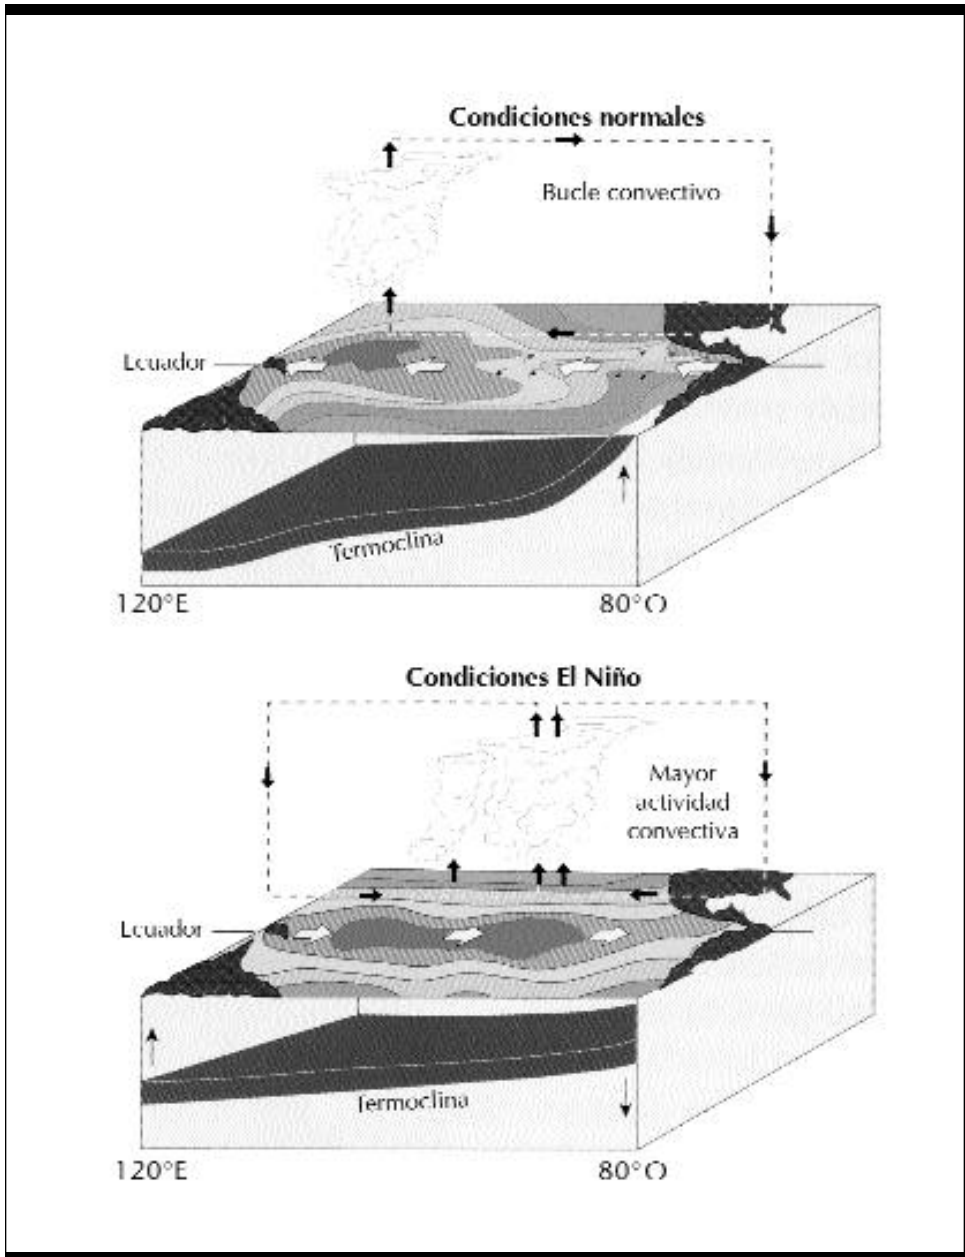 Condiciones normales
Bucle convectivo
Ecuador
Termoclina
120°E
80°O
Condiciones El Niño
Mayor
actividad
convectiva
Ecuador
Termoclina
120°E
80°O